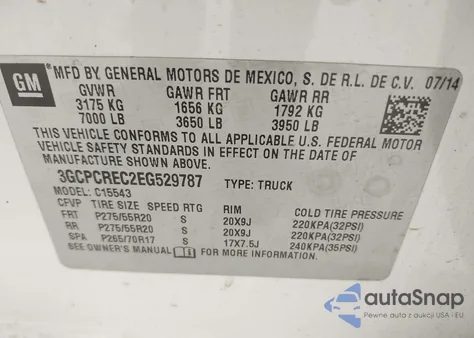 GM
MFD BY GENERAL MOTORS DE MEXICO, S. DE R.L. DE C.V. 07/14
GVWR GAWR FRT GAWR RR
3175 KG 1656 KG 1792 KG
7000 LB 3650 LB 3950 LB
THIS VEHICLE CONFORMS TO ALL APPLICABLE U.S. FEDERAL MOTOR
VEHICLE SAFETY STANDARDS IN EFFECT ON THE DATE OF
MANUFACTURE SHOWN ABOVE.
3GCPCREC2EG529787 TYPE: TRUCK
MODEL: C15543
CFVP TIRE SIZE SPEED RTG RIM COLD TIRE PRESSURE
FRT P275/55R20 S 20X9J 220KPA(32PSI)
RR P275/55R20 S 20X9J 220KPA(32PSI)
SPA P265/70R17 S 17X7.5J 240KPA(35PSI)
SEE OWNER'S MANUAL FOR MORE INFORMATION.
autoSnap
Pewne auta z aukcji USA i EU